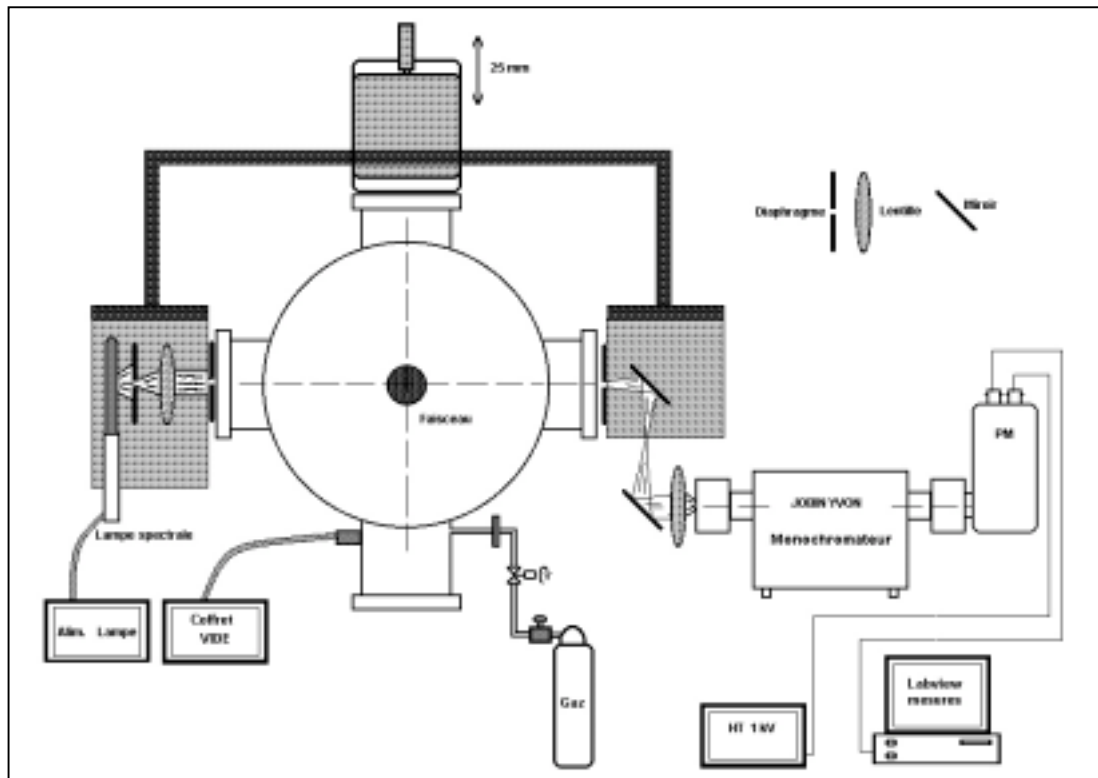 25 mm
Diaphragme
Lentille
Miroir
Faisceau
PM
JOBIN YVON
Monochromateur
Lampe spectrale
Alim. Lampe
Coffret
VIDE
Gaz
HT 1 kV
Labview
mesures